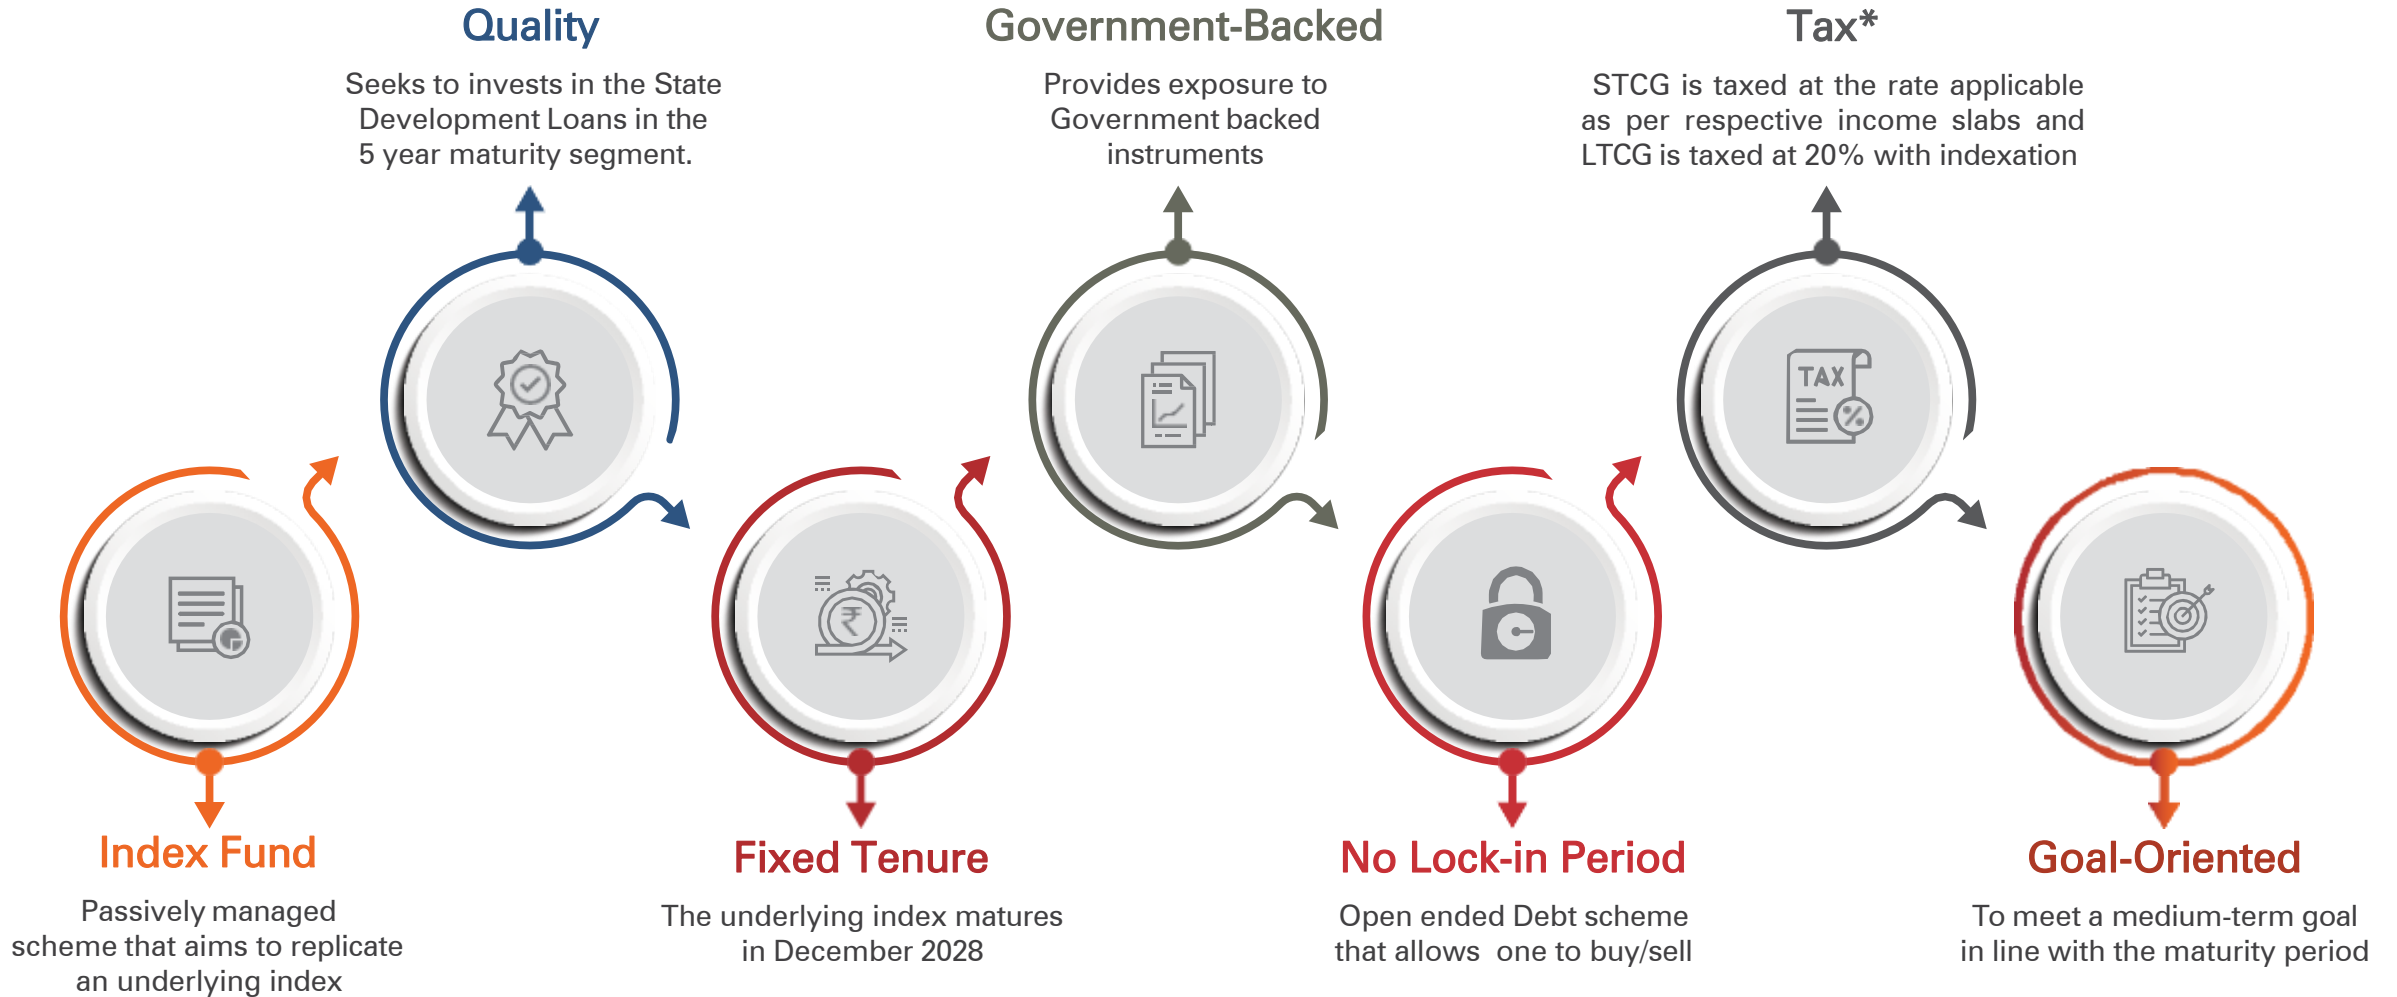 Quality
Seeks to invests in the State
Development Loans in the
5 year maturity segment.
Government-Backed
Provides exposure to
Government backed
instruments
Tax*
STCG is taxed at the rate applicable
as per respective income slabs and
LTCG is taxed at 20% with indexation
TAX
%
₹
Index Fund
Passively managed
scheme that aims to replicate
an underlying index
Fixed Tenure
The underlying index matures
in December 2028
No Lock-in Period
Open ended Debt scheme
that allows one to buy/sell
Goal-Oriented
To meet a medium-term goal
in line with the maturity period